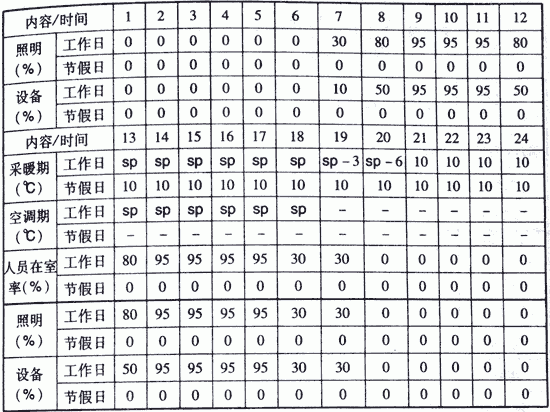 内容/时间 1 2 3 4 5 6 7 8 9 10 11 12
照明(%) 工作日 0 0 0 0 0 0 30 80 95 95 95 80
节假日 0 0 0 0 0 0 0 0 0 0 0 0
设备(%) 工作日 0 0 0 0 0 0 10 50 95 95 95 50
节假日 0 0 0 0 0 0 0 0 0 0 0 0
内容/时间 13 14 15 16 17 18 19 20 21 22 23 24
采暖期(℃) 工作日 sp sp sp sp sp sp sp-3 sp-6 10 10 10 10
节假日 10 10 10 10 10 10 10 10 10 10 10 10
空调期(℃) 工作日 sp sp sp sp sp sp - - - - - -
节假日 - - - - - - - - - - - -
人员在室率(%) 工作日 80 95 95 95 95 30 30 0 0 0 0 0
节假日 0 0 0 0 0 0 0 0 0 0 0 0
照明(%) 工作日 80 95 95 95 95 30 30 0 0 0 0 0
节假日 0 0 0 0 0 0 0 0 0 0 0 0
设备(%) 工作日 50 95 95 95 95 30 30 0 0 0 0 0
节假日 0 0 0 0 0 0 0 0 0 0 0 0